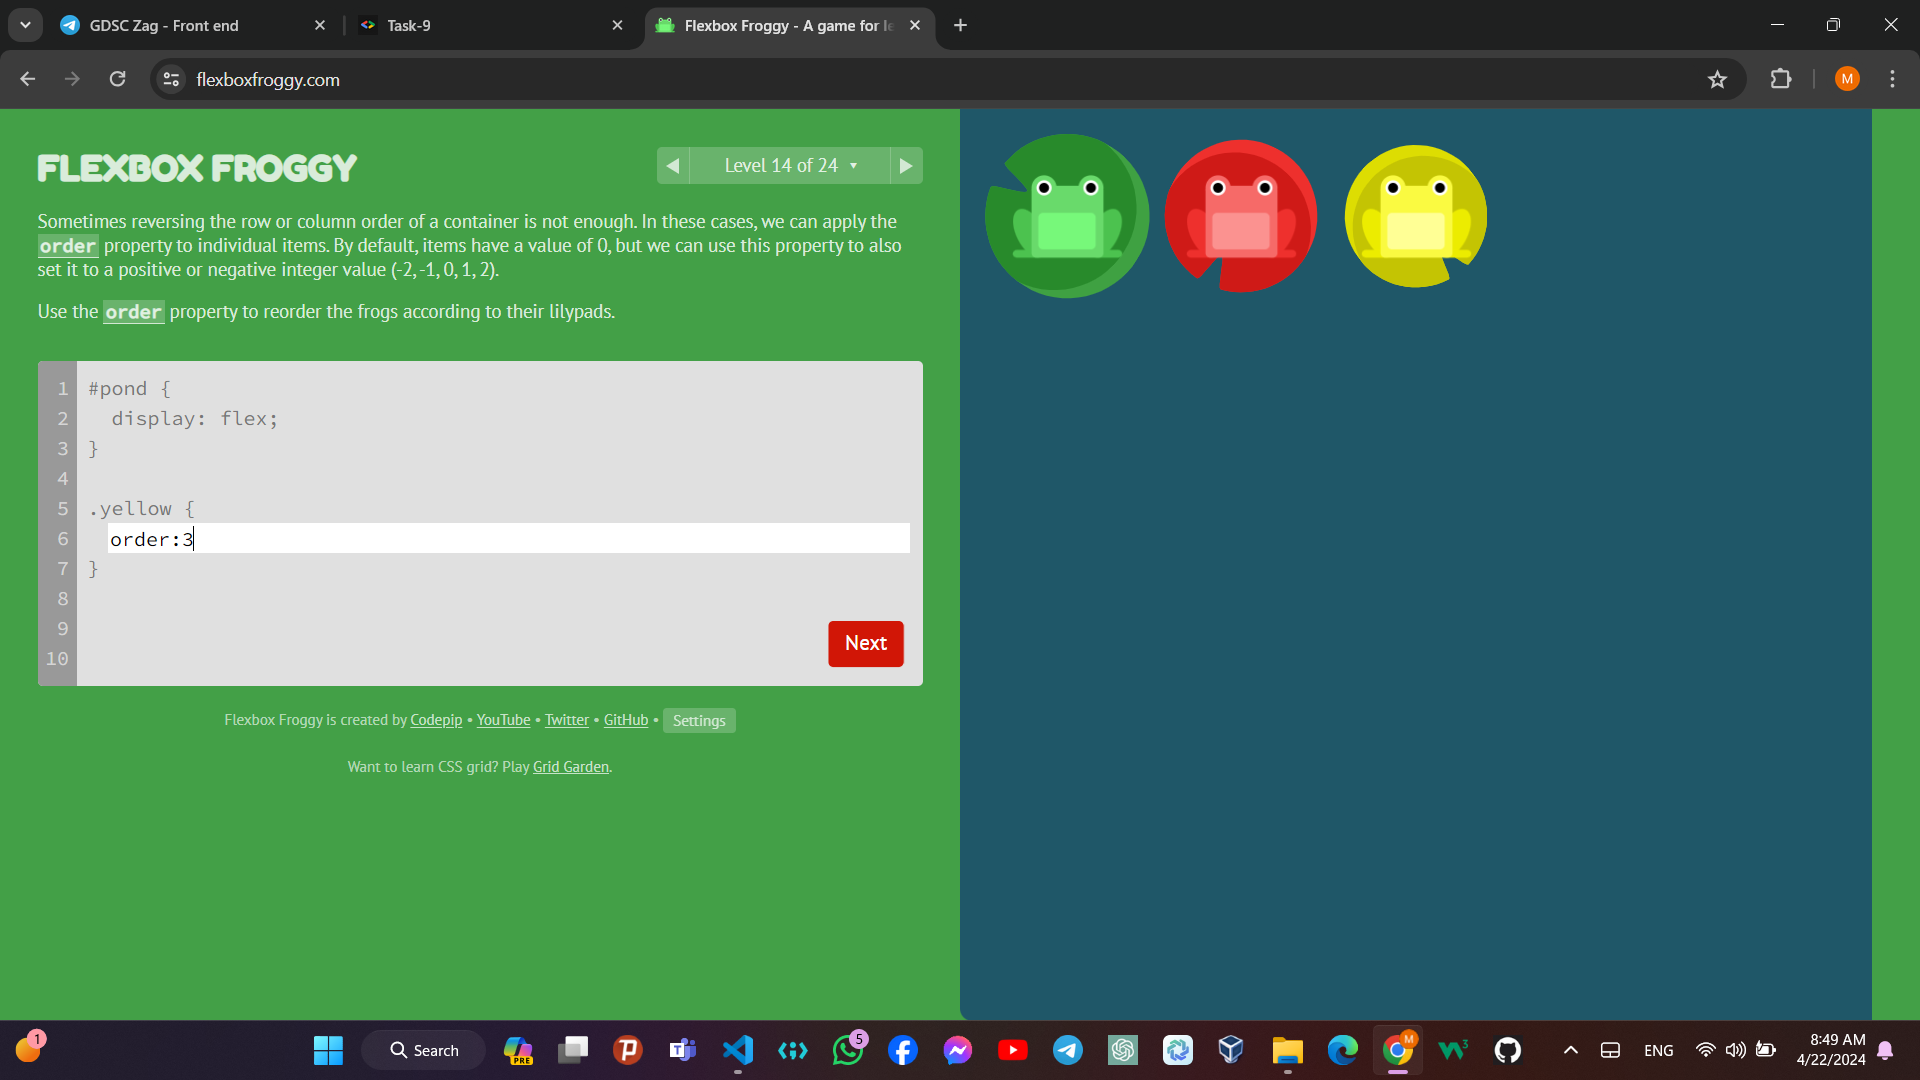 GDSC Zag - Front end
Task-9
Flexbox Froggy - A game for le
flexboxfroggy.com
M
FLEXBOX FROGGY
Level 14 of 24
Sometimes reversing the row or column order of a container is not enough. In these cases, we can apply the
order property to individual items. By default, items have a value of 0, but we can use this property to also
set it to a positive or negative integer value (-2, -1, 0, 1, 2).
Use the order property to reorder the frogs according to their lilypads.
1 #pond {
2 display: flex;
3 }
4
5 .yellow {
6 order:3
7 }
8
9
10
Next
Flexbox Froggy is created by Codepip • YouTube • Twitter • GitHub • Settings
Want to learn CSS grid? Play Grid Garden.
1
Search
PRE
5
M
ENG
8:49 AM
4/22/2024